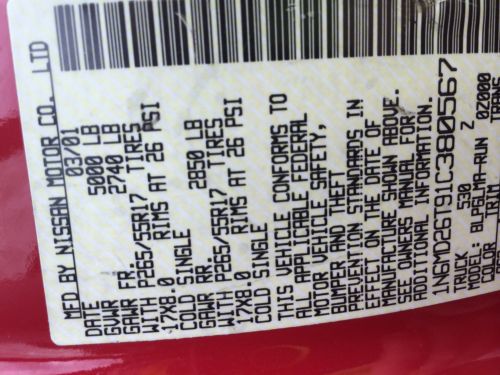 MFD BY NISSAN MOTOR CO. LTD
DATE 03/01
GVWR 5000 LB
GAWR FR. 2740 LB
WITH P265/55R17 TIRES
17X8.0 RIMS AT 26 PSI
COLD SINGLE
GAWR RR. 2850 LB
WITH P265/55R17 TIRES
17X8.0 RIMS AT 26 PSI
COLD SINGLE
THIS VEHICLE CONFORMS TO
ALL APPLICABLE FEDERAL
MOTOR VEHICLE SAFETY
BUMPER AND THEFT
PREVENTION STANDARDS IN
EFFECT ON THE DATE OF
MANUFACTURE SHOWN ABOVE.
SEE OWNERS MANUAL FOR
ADDITIONAL INFORMATION.
1N6MD26T91C380567
TRUCK 530 Z
MODEL: 
COLOR TRIM TRANS
0Z000